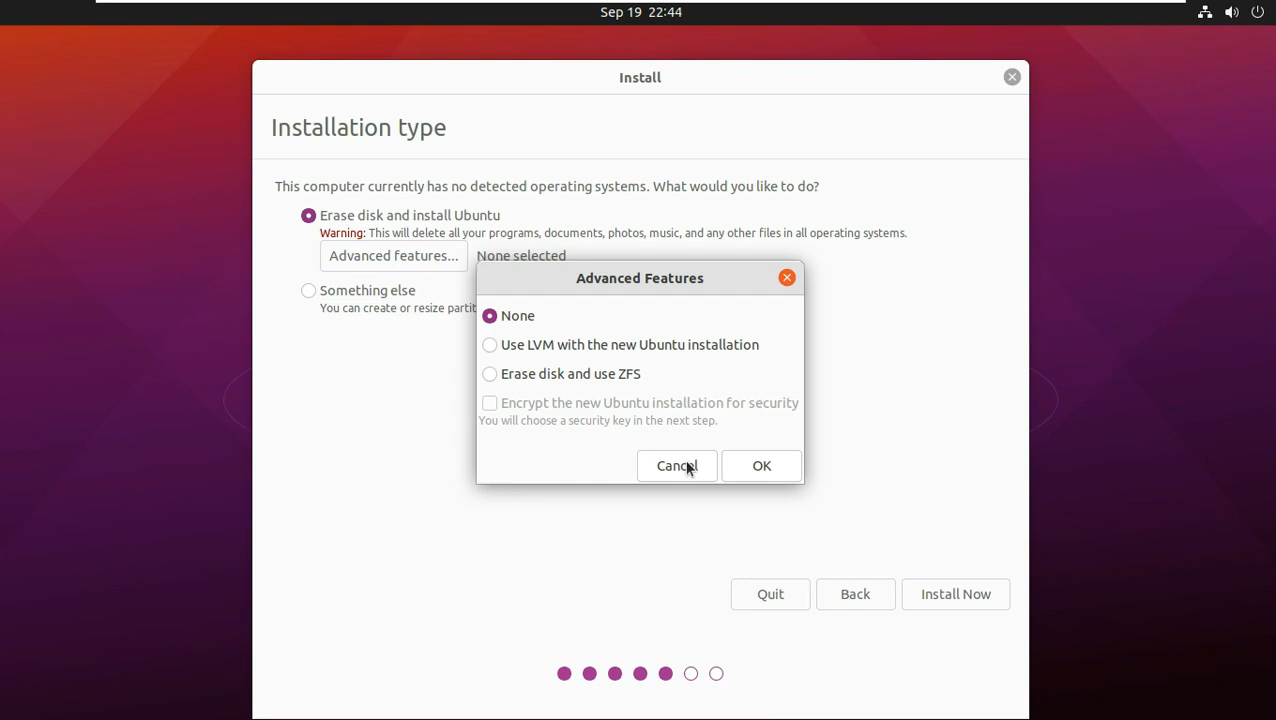 Sep 19 22:44
Install
Installation type
This computer currently has no detected operating systems. What would you like to do?
Erase disk and install Ubuntu
Warning: This will delete all your programs, documents, photos, music, and any other files in all operating systems.
Advanced features... None selected
Something else
You can create or resize
Advanced Features
None
Use LVM with the new Ubuntu installation
Erase disk and use ZFS
Encrypt the new Ubuntu installation for security
You will choose a security key in the next step.
Cancel OK
Quit Back Install Now